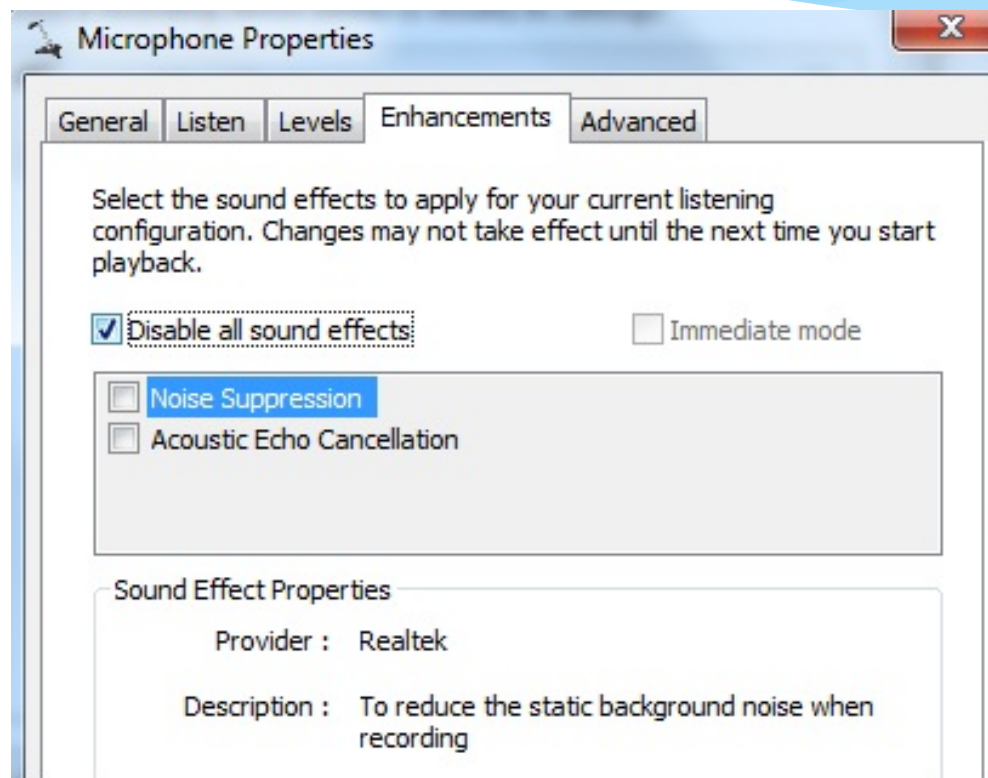 Microphone Properties
General Listen Levels Enhancements Advanced
Select the sound effects to apply for your current listening
configuration. Changes may not take effect until the next time you start
playback.
Disable all sound effects Immediate mode
Noise Suppression
Acoustic Echo Cancellation
Sound Effect Properties
Provider : Realtek
Description : To reduce the static background noise when
recording